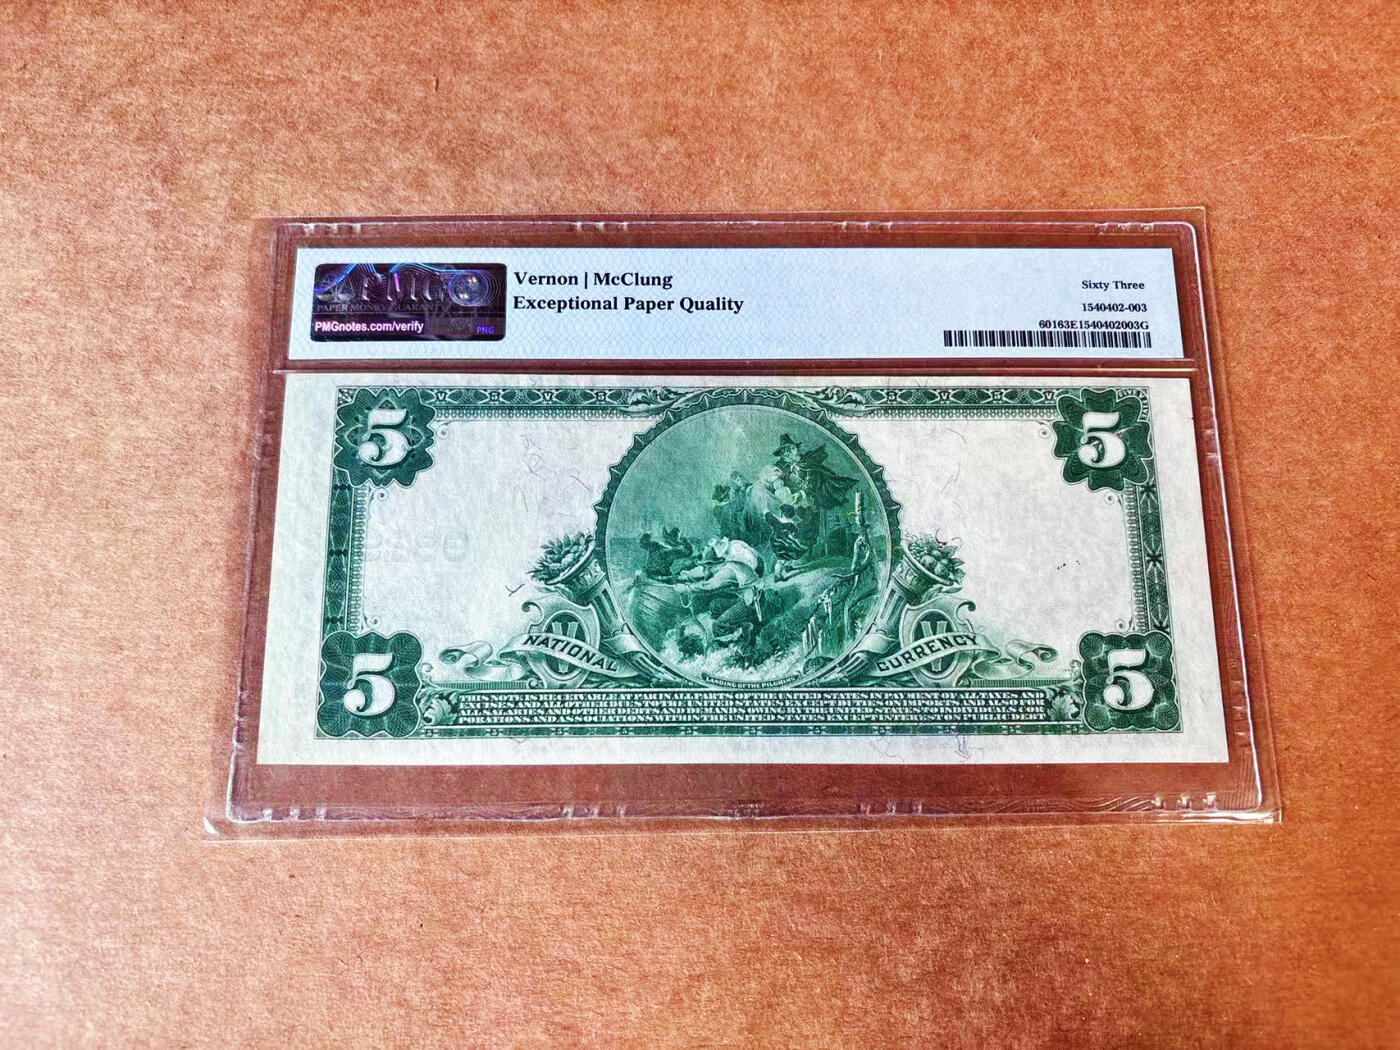 PMG
PAPER MONEY GUARANTY
PMGnotes.com/verify
PNG
Vernon | McClung
Exceptional Paper Quality
Sixty Three
1540402-003
60163E1540402003G
5
5
NATIONAL
V
V
CURRENCY
LANDING OF THE PILGRIMS
5
5
THIS NOTE IS RECEIVABLE AT PAR IN ALL PARTS OF THE UNITED STATES IN PAYMENT OF ALL TAXES AND
EXCISES AND ALL OTHER DUES TO THE UNITED STATES EXCEPT DUTIES ON IMPORTS AND ALSO FOR
ALL SALARIES AND OTHER DEBTS AND DEMANDS OWING BY THE UNITED STATES TO INDIVIDUALS COR-
PORATIONS AND ASSOCIATIONS WITHIN THE UNITED STATES EXCEPT INTEREST ON PUBLIC DEBT